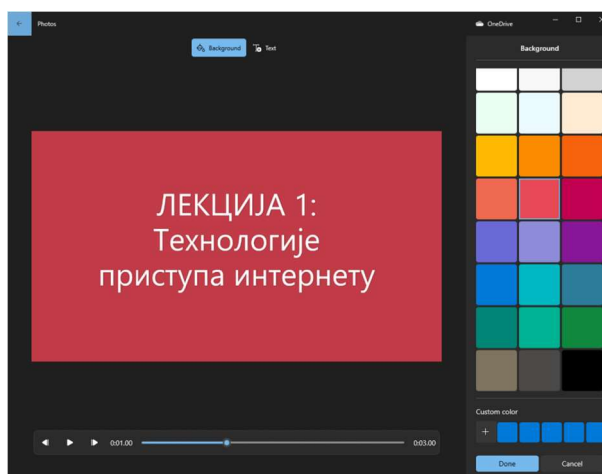 Photos
OneDrive
Background
Text
Background
ЛЕКЦИЈА 1:
Технологије
приступа интернету
0:01.00
0:03.00
Custom color
Done
Cancel